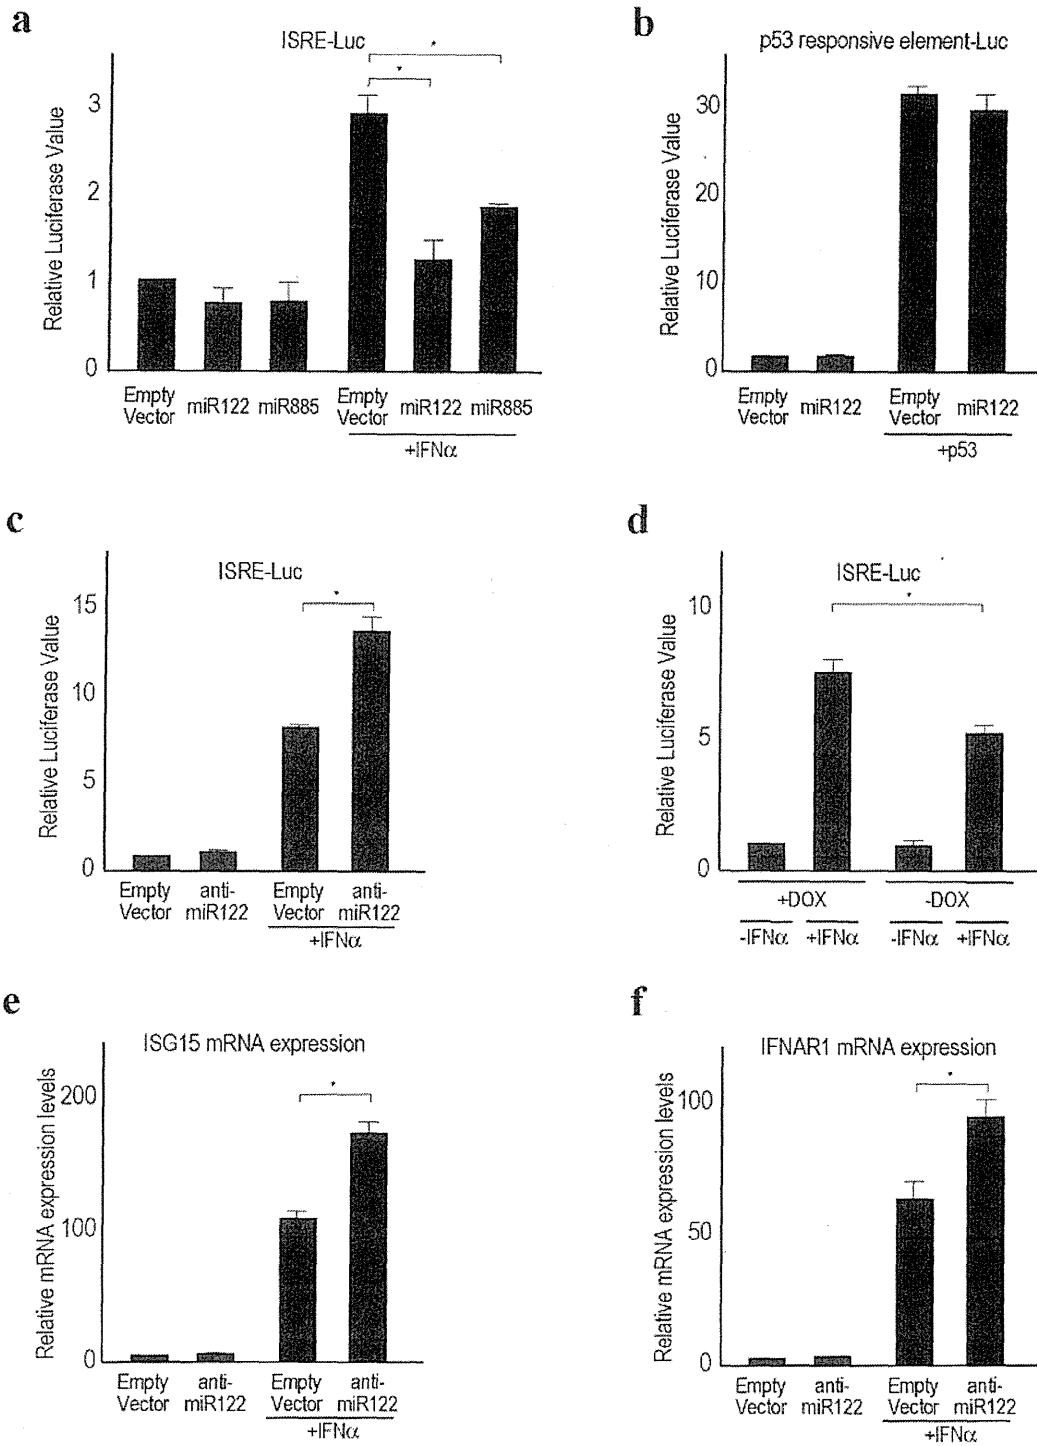 a
ISRE-Luc
*
*
Relative Luciferase Value
3
2
1
0
Empty Vector
miR122
miR885
Empty Vector
miR122
miR885
+IFNα
b
p53 responsive element-Luc
Relative Luciferase Value
30
20
10
0
Empty Vector
miR122
Empty Vector
miR122
+p53
c
ISRE-Luc
*
Relative Luciferase Value
15
10
5
0
Empty Vector
anti-miR122
Empty Vector
anti-miR122
+IFNα
d
ISRE-Luc
*
Relative Luciferase Value
10
5
0
+DOX
-DOX
-IFNα
+IFNα
-IFNα
+IFNα
e
ISG15 mRNA expression
*
Relative mRNA expression levels
200
100
0
Empty Vector
anti-miR122
Empty Vector
anti-miR122
+IFNα
f
IFNAR1 mRNA expression
*
Relative mRNA expression levels
100
50
0
Empty Vector
anti-miR122
Empty Vector
anti-miR122
+IFNα